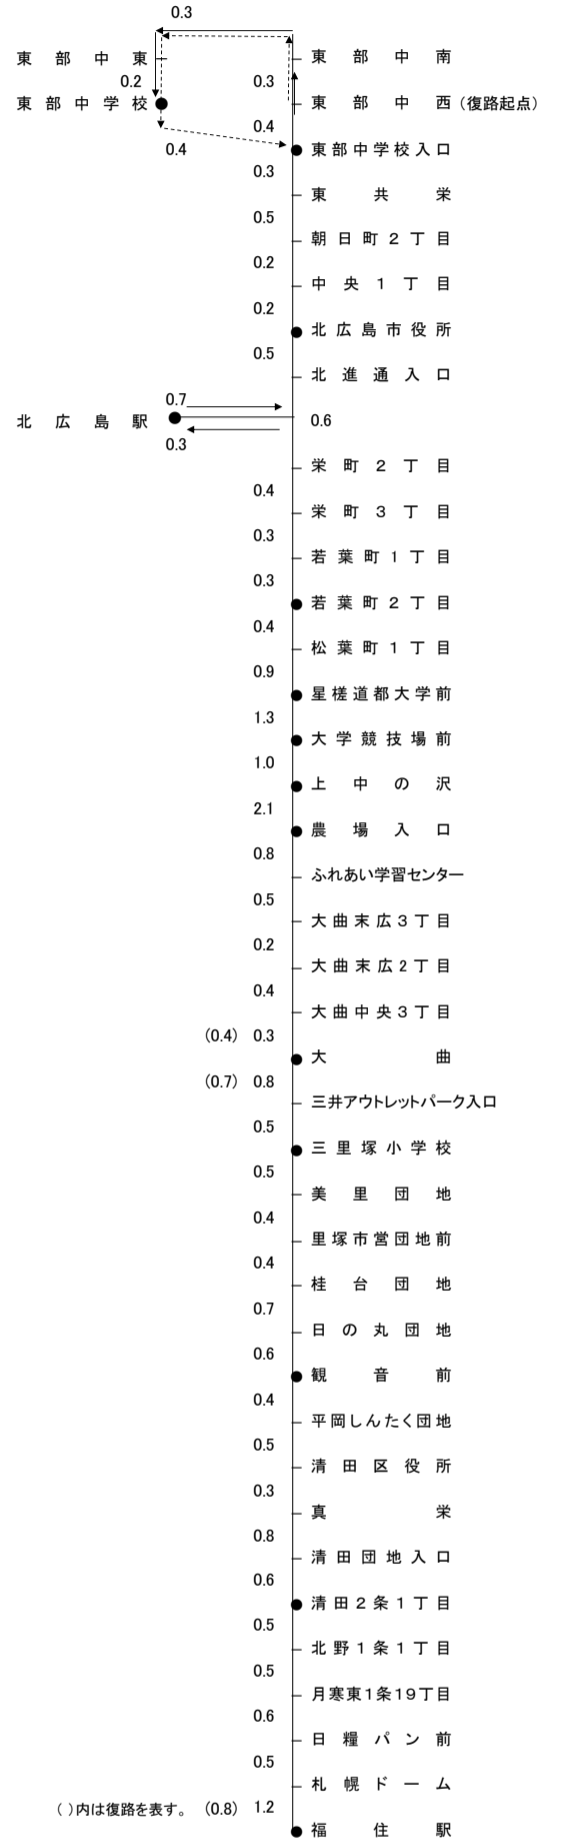 0.3
東部中東
東部中南
0.2
0.3
東部中学校
東部中西(復路起点)
0.4
0.4
東部中学校入口
0.3
東共栄
0.5
朝日町2丁目
0.2
中央1丁目
0.2
北広島市役所
0.5
北進通入口
0.7
北広島駅
0.6
0.3
栄町2丁目
0.4
栄町3丁目
0.3
若葉町1丁目
0.3
若葉町2丁目
0.4
松葉町1丁目
0.9
星槎道都大学前
1.3
大学競技場前
1.0
上中の沢
2.1
農場入口
0.8
ふれあい学習センター
0.5
大曲末広3丁目
0.2
大曲末広2丁目
0.4
大曲中央3丁目
(0.4) 0.3
大曲
(0.7) 0.8
三井アウトレットパーク入口
0.5
三里塚小学校
0.5
美里団地
0.4
里塚市営団地前
0.4
桂台団地
0.7
日の丸団地
0.6
観音前
0.4
平岡しんたく団地
0.5
清田区役所
0.3
真栄
0.8
清田団地入口
0.6
清田2条1丁目
0.5
北野1条1丁目
0.5
月寒東1条19丁目
0.6
日糧パン前
0.5
札幌ドーム
( )内は復路を表す。 (0.8) 1.2
福住駅